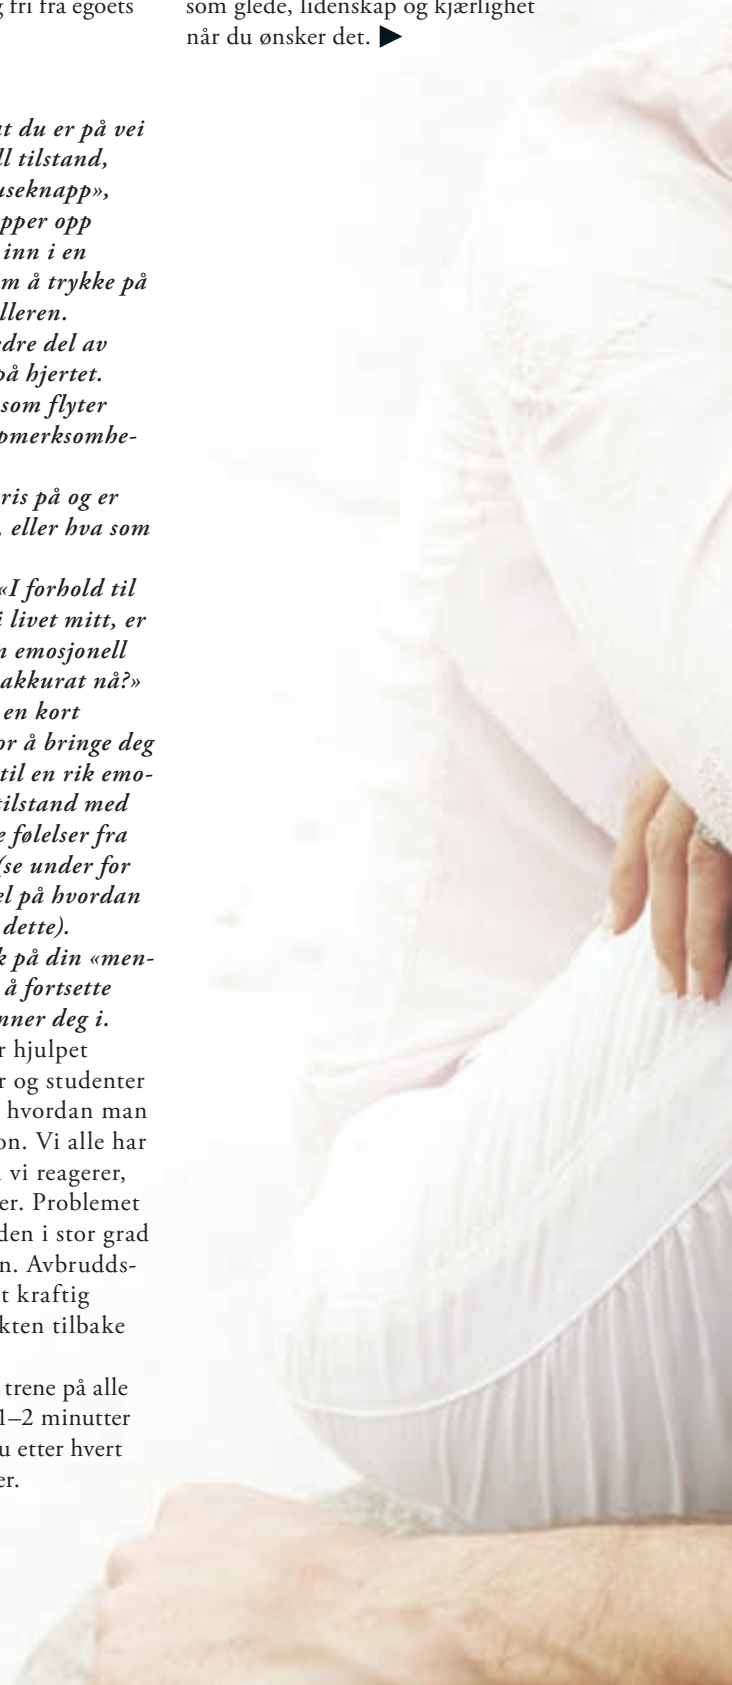 fri fra egoets
at du er på vei
ll tilstand,
useknapp»,
pper opp
inn i en
m å trykke på
lleren.
dre del av
på hjertet.
som flyter
pmerksomhe-
ris på og er
, eller hva som
«I forhold til
i livet mitt, er
n emosjonell
akkurat nå?»
en kort
or å bringe deg
til en rik emo-
tilstand med
e følelser fra
(se under for
el på hvordan
dette).
k på din «men-
å fortsette
nner deg i.
r hjulpet
r og studenter
hvordan man
on. Vi alle har
vi reagerer,
er. Problemet
den i stor grad
n. Avbrudds-
t kraftig
kten tilbake
trene på alle
1–2 minutter
u etter hvert
er.
som glede, lidenskap og kjærlighet
når du ønsker det. ▶